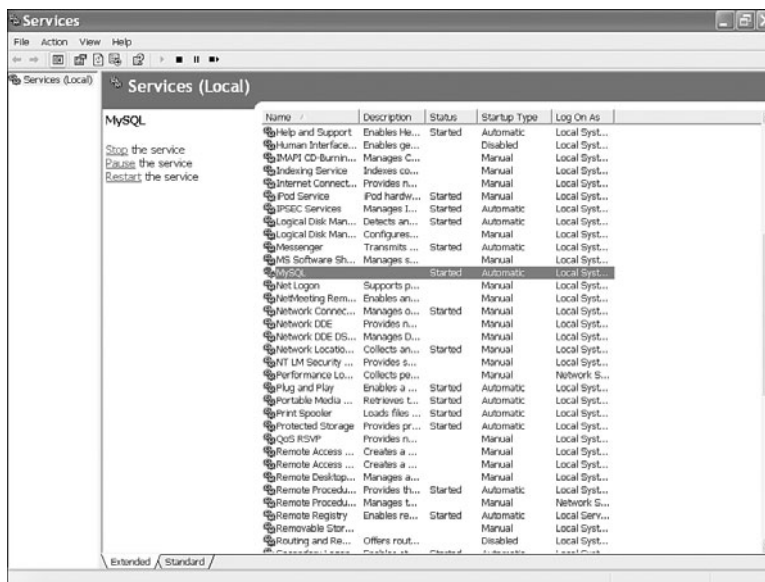 Services
File Action View Help
Services (Local)
Services (Local)
MySQL
Stop the service
Pause the service
Restart the service
Name Description Status Startup Type Log On As
Help and Support Enables He... Started Automatic Local Syst...
Human Interface... Enables ge... Disabled Local Syst...
IMAPI CD-Burnin... Manages C... Manual Local Syst...
Indexing Service Indexes co... Manual Local Syst...
Internet Connect... Provides n... Manual Local Syst...
iPod Service iPod hardw... Started Manual Local Syst...
IPSEC Services Manages I... Started Automatic Local Syst...
Logical Disk Man... Detects an... Started Automatic Local Syst...
Logical Disk Man... Configures... Manual Local Syst...
Messenger Transmits ... Started Automatic Local Syst...
MS Software Sh... Manages s... Manual Local Syst...
MySQL Started Automatic Local Syst...
Net Logon Supports p... Manual Local Syst...
NetMeeting Rem... Enables an... Manual Local Syst...
Network Connec... Manages o... Started Manual Local Syst...
Network DDE Provides n... Manual Local Syst...
Network DDE DS... Manages D... Manual Local Syst...
Network Locatio... Collects an... Started Manual Local Syst...
NT LM Security ... Provides s... Manual Local Syst...
Performance Lo... Collects pe... Manual Network S...
Plug and Play Enables a ... Started Automatic Local Syst...
Portable Media ... Retrieves t... Started Automatic Local Syst...
Print Spooler Loads files ... Started Automatic Local Syst...
Protected Storage Provides pr... Started Automatic Local Syst...
QoS RSVP Provides n... Manual Local Syst...
Remote Access ... Creates a ... Manual Local Syst...
Remote Access ... Creates a ... Manual Local Syst...
Remote Desktop... Manages a... Manual Local Syst...
Remote Procedu... Provides th... Started Automatic Local Syst...
Remote Procedu... Manages t... Manual Network S...
Remote Registry Enables re... Started Automatic Local Serv...
Removable Stor... Manual Local Syst...
Routing and Re... Offers rout... Disabled Local Syst...
Extended Standard